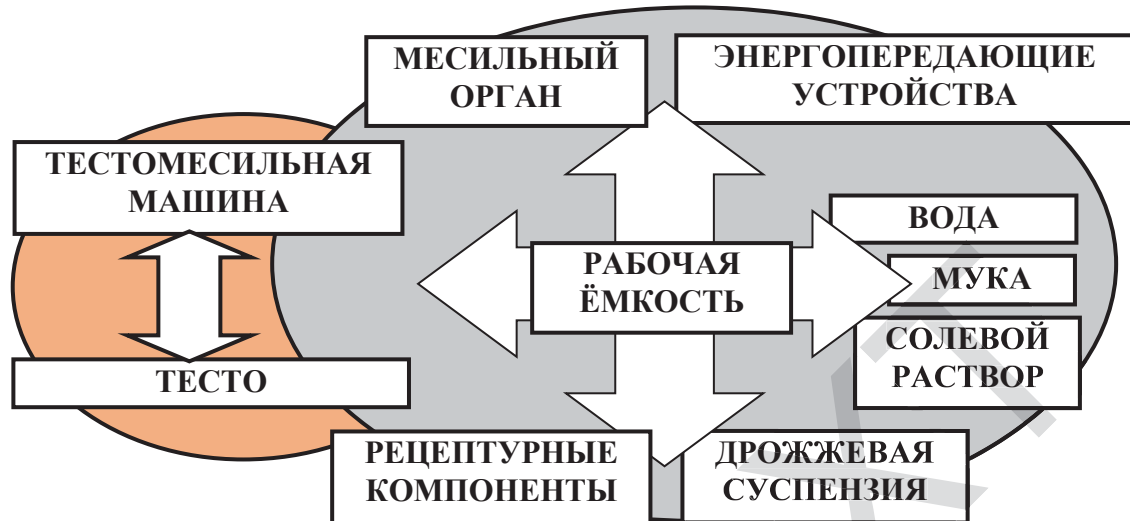 МЕСИЛЬНЫЙ
ОРГАН
ЭНЕРГОПЕРЕДАЮЩИЕ
УСТРОЙСТВА
ТЕСТОМЕСИЛЬНАЯ
МАШИНА
ВОДА
РАБОЧАЯ
ЁМКОСТЬ
МУКА
СОЛЕВОЙ
РАСТВОР
ТЕСТО
РЕЦЕПТУРНЫЕ
КОМПОНЕНТЫ
ДРОЖЖЕВАЯ
СУСПЕНЗИЯ